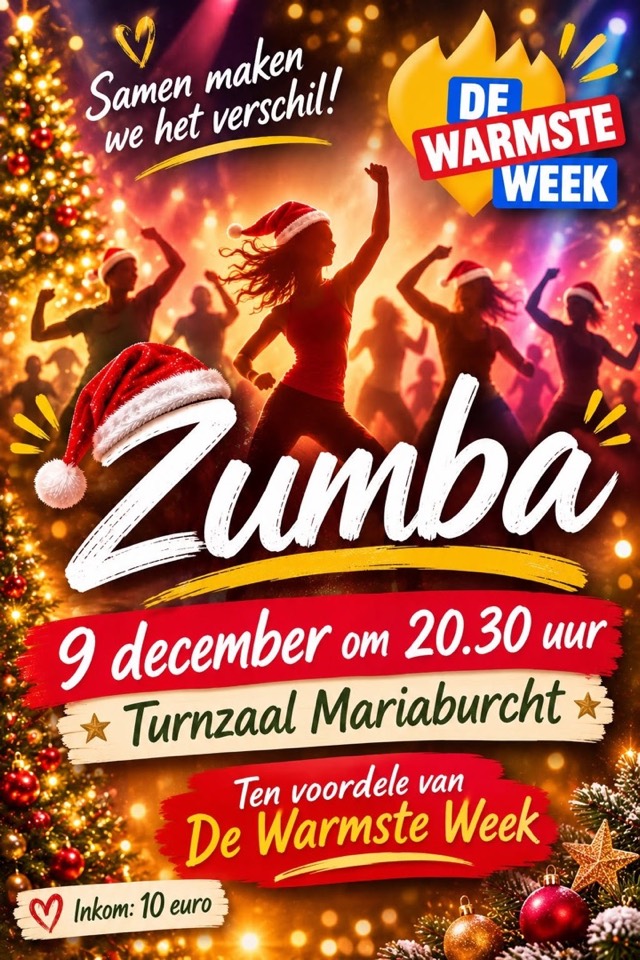 Samen maken
we het verschil!
DE
WARMSTE
WEEK
Zumba
9 december om 20.30 uur
Turnzaal Mariaburcht
Ten voordele van
De Warmste Week
Inkom: 10 euro